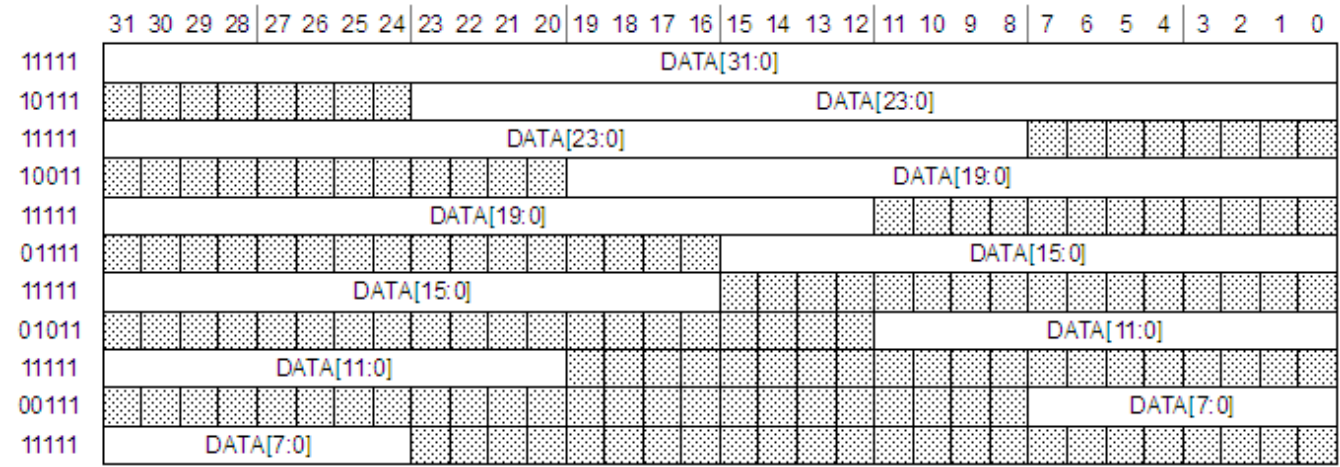 31 30 29 28 27 26 25 24 23 22 21 20 19 18 17 16 15 14 13 12 11 10 9 8 7 6 5 4 3 2 1 0
11111 DATA[31:0]
10111 DATA[23:0]
11111 DATA[23:0]
10011 DATA[19:0]
11111 DATA[19:0]
01111 DATA[15:0]
11111 DATA[15:0]
01011 DATA[11:0]
11111 DATA[11:0]
00111 DATA[7:0]
11111 DATA[7:0]